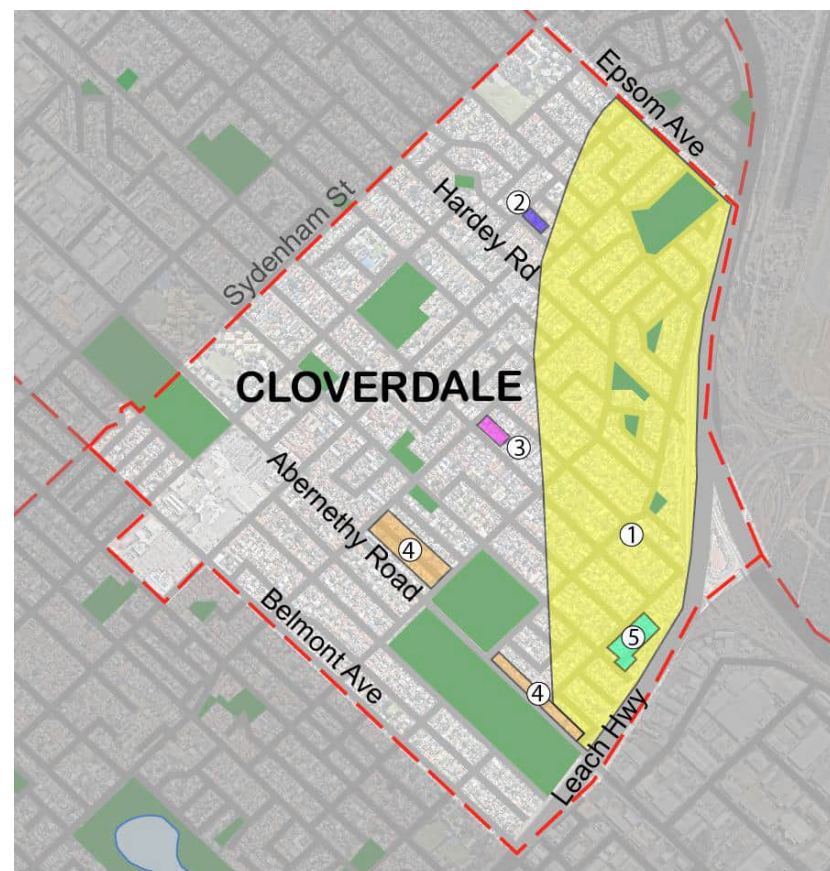 Epsom Ave
②
Hardey Rd
Sydenham St
CLOVERDALE
③
Abernethy Road
④
①
Belmont Ave
⑤
④
Leach Hwy